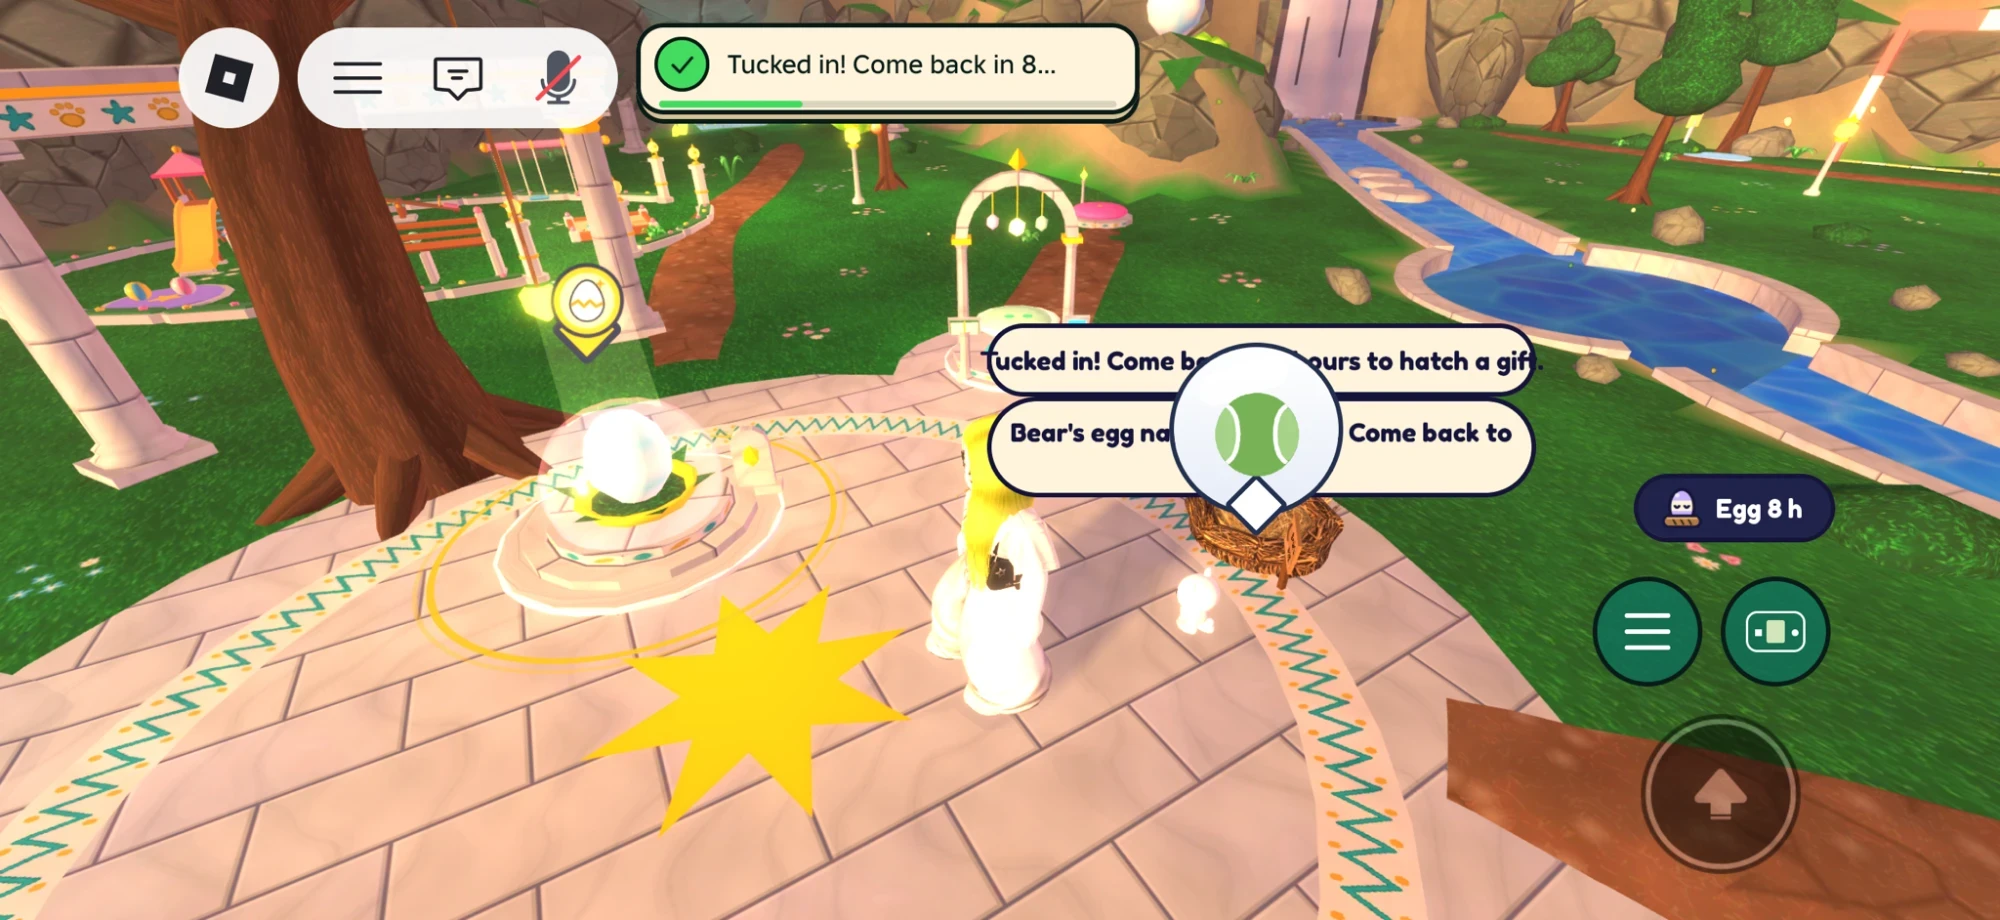 Tucked in! Come back in 8...
Tucked in! Come ours to hatch a gift.
Bear's egg na Come back to
Egg 8 h